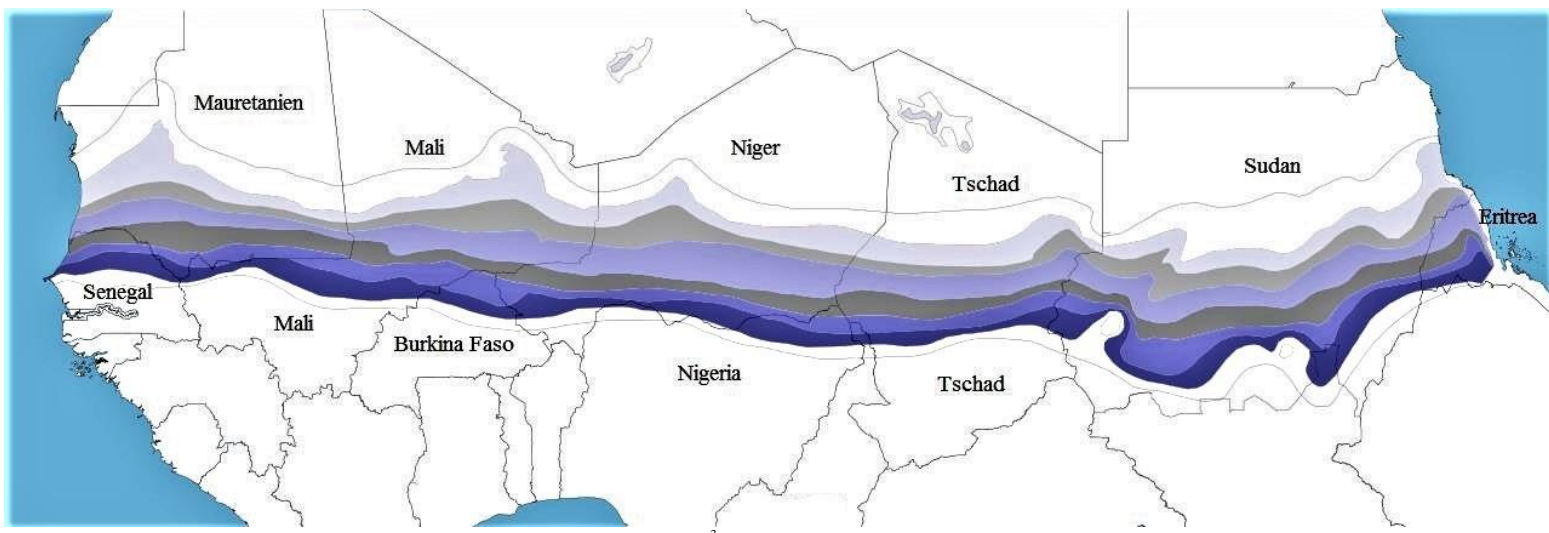 Mauretanien
Mali
Niger
Tschad
Sudan
Eritrea
Senegal
Mali
Burkina Faso
Nigeria
Tschad